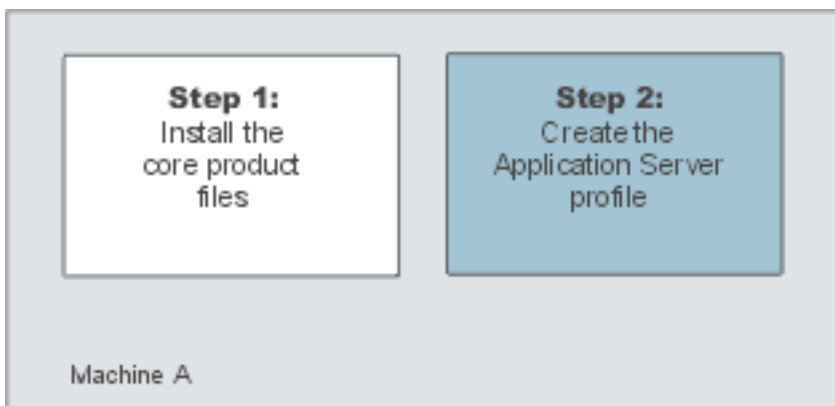 Step 1:
Install the
core product
files
Step 2:
Create the
Application Server
profile
Machine A